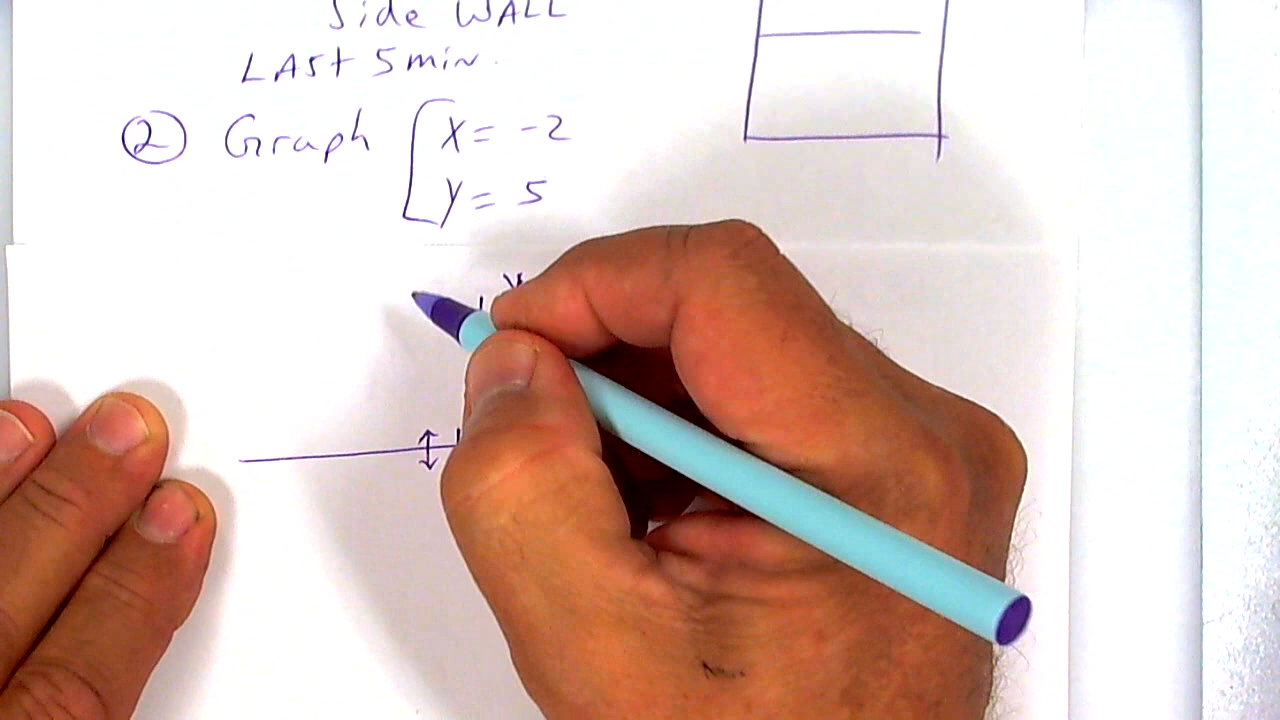 Side WALL
LAST 5 min.
② Graph { x = -2
y = 5
y